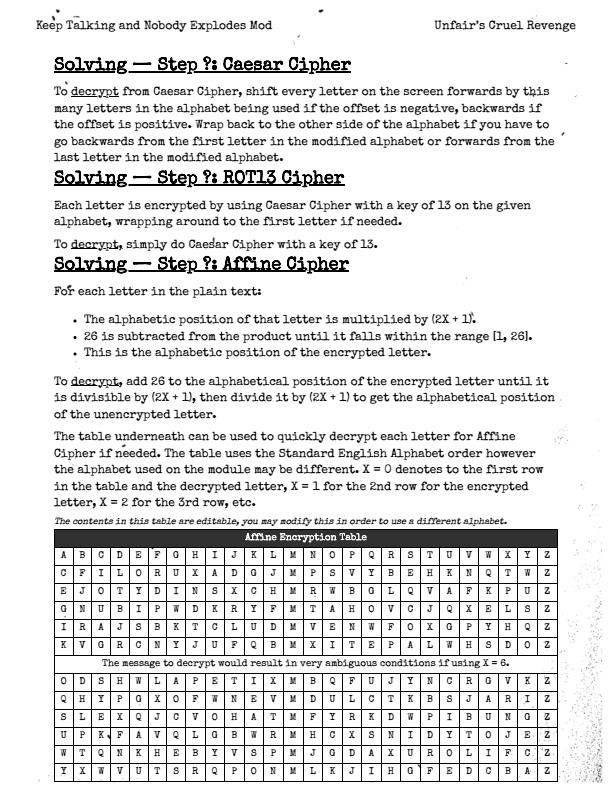 Keep Talking and Nobody Explodes Mod Unfair's Cruel Revenge
Solving — Step ?: Caesar Cipher
To decrypt from Caesar Cipher, shift every letter on the screen forwards by this
many letters in the alphabet being used if the offset is negative, backwards if
the offset is positive. Wrap back to the other side of the alphabet if you have to
go backwards from the first letter in the modified alphabet or forwards from the
last letter in the modified alphabet.
Solving — Step ?: ROT13 Cipher
Each letter is encrypted by using Caesar Cipher with a key of 13 on the given
alphabet, wrapping around to the first letter if needed.
To decrypt, simply do Caesar Cipher with a key of 13.
Solving — Step ?: Affine Cipher
For each letter in the plain text:
• The alphabetic position of that letter is multiplied by (2X + 1).
• 26 is subtracted from the product until it falls within the range [1, 26].
• This is the alphabetic position of the encrypted letter.
To decrypt, add 26 to the alphabetical position of the encrypted letter until it
is divisible by (2X + 1), then divide it by (2X + 1) to get the alphabetical position
of the unencrypted letter.
The table underneath can be used to quickly decrypt each letter for Affine
Cipher if needed. The table uses the Standard English Alphabet order however
the alphabet used on the module may be different. X = 0 denotes to the first row
in the table and the decrypted letter, X = 1 for the 2nd row for the encrypted
letter, X = 2 for the 3rd row, etc.
The contents in this table are editable, you may modify this in order to use a different alphabet.
Affine Encryption Table
A B C D E F G H I J K L M N O P Q R S T U V W X Y Z
C F I L O R U X A D G J M P S V Y B E H K N Q T W Z
E J O T Y D I N S X C H M R W B G L Q V A F K P U Z
G N U B I P W D K R Y F M T A H O V C J Q X E L S Z
I R A J S B K T C L U D M V E N W F O X G P Y H Q Z
K V G R C N Y J U F Q B M X I T E P A L W H S D O Z
The message to decrypt would result in very ambiguous conditions if using X = 6.
O D S H W L A P E T I X M B Q F U J Y N C R G V K Z
Q H Y P G X O F W N E V M D U L C T K B S J A R I Z
S L E X Q J C V O H A T M F Y R K D W P I B U N G Z
U P K F A V Q L G B W R M H C X S N I D Y T O J E Z
W T Q N K H E B Y V S P M J G D A X U R O L I F C Z
Y X W V U T S R Q P O N M L K J I H G F E D C B A Z